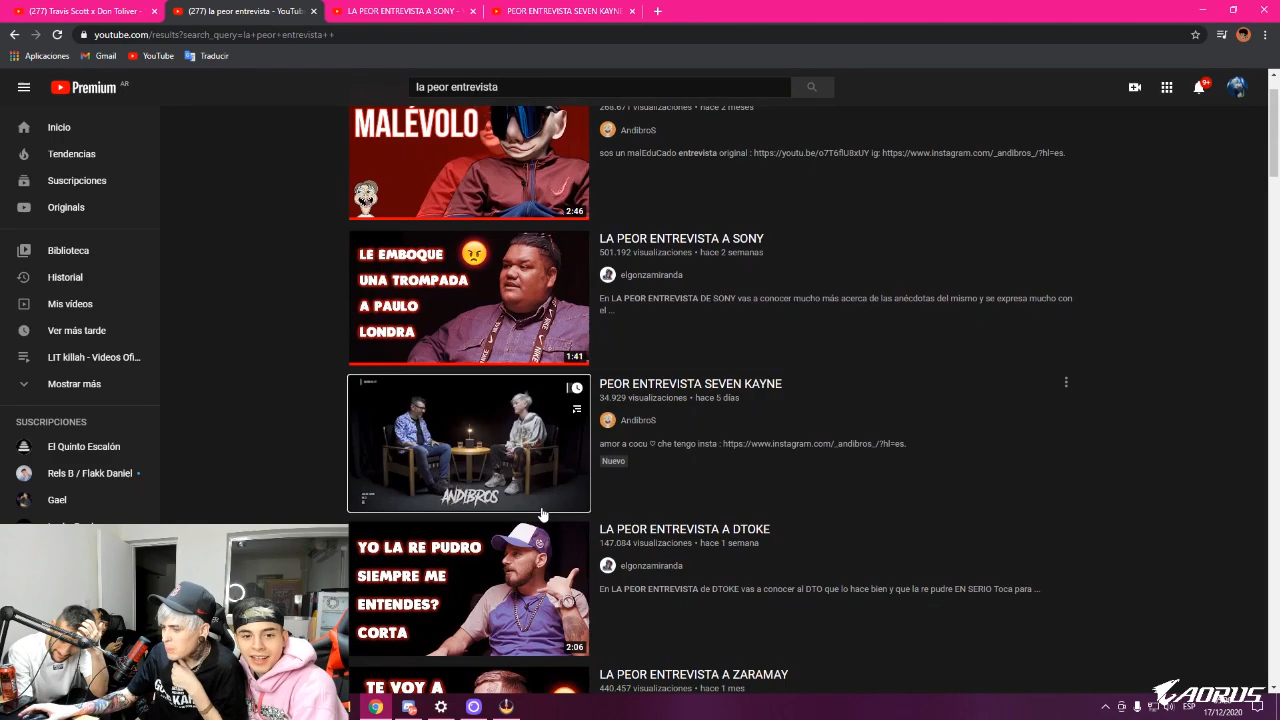 (277) Travis Scott x Don Toliver -
(277) la peor entrevista - YouTub
LA PEOR ENTREVISTA A SONY -
PEOR ENTREVISTA SEVEN KAYNE
youtube.com/results?search_query=la+peor+entrevista++
Aplicaciones
Gmail
YouTube
Traducir
Premium AR
la peor entrevista
9+
Inicio
Tendencias
Suscripciones
Originals
Biblioteca
Historial
Mis vídeos
Ver más tarde
LIT killah - Videos Ofi...
Mostrar más
SUSCRIPCIONES
El Quinto Escalón
Rels B / Flakk Daniel
Gael
MALÉVOLO
2:46
268.671 visualizaciones • hace 2 meses
AndibroS
sos un malEduCado entrevista original : https://youtu.be/o7T6flU8xUY ig: https://www.instagram.com/_andibros_/?hl=es.
LE EMBOQUE
UNA TROMPADA
A PAULO
LONDRA
1:41
LA PEOR ENTREVISTA A SONY
501.192 visualizaciones • hace 2 semanas
elgonzamiranda
En LA PEOR ENTREVISTA DE SONY vas a conocer mucho más acerca de las anécdotas del mismo y se expresa mucho con
el ...
ANDIBROS
PEOR ENTREVISTA SEVEN KAYNE
34.929 visualizaciones • hace 5 días
AndibroS
amor a cocu ♡ che tengo insta : https://www.instagram.com/_andibros_/?hl=es.
Nuevo
YO LA RE PUDRO
SIEMPRE ME
ENTENDES?
CORTA
2:06
LA PEOR ENTREVISTA A DTOKE
147.084 visualizaciones • hace 1 semana
elgonzamiranda
En LA PEOR ENTREVISTA de DTOKE vas a conocer al DTO que lo hace bien y que la re pudre EN SERIO Toca para ...
TE VOY A
LA PEOR ENTREVISTA A ZARAMAY
440.457 visualizaciones • hace 1 mes
AORUS
ESP
17/12/2020